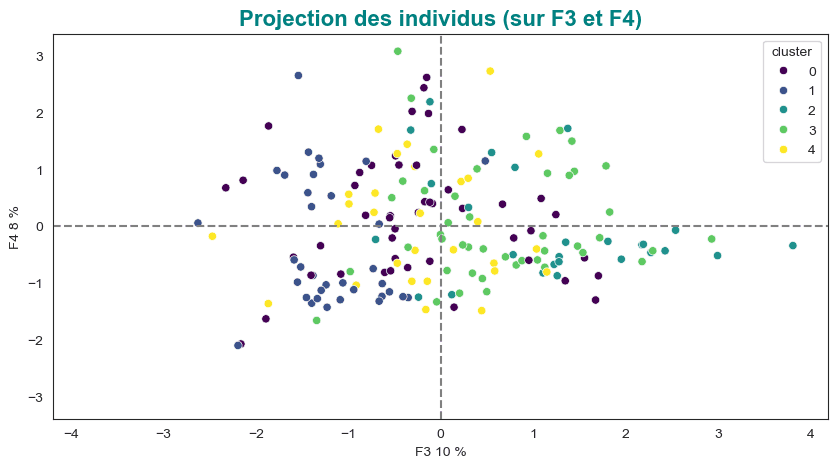 Projection des individus (sur F3 et F4)
cluster
0
1
2
3
4
3
2
1
0
−1
−2
−3
F4 8 %
−4 −3 −2 −1 0 1 2 3 4
F3 10 %